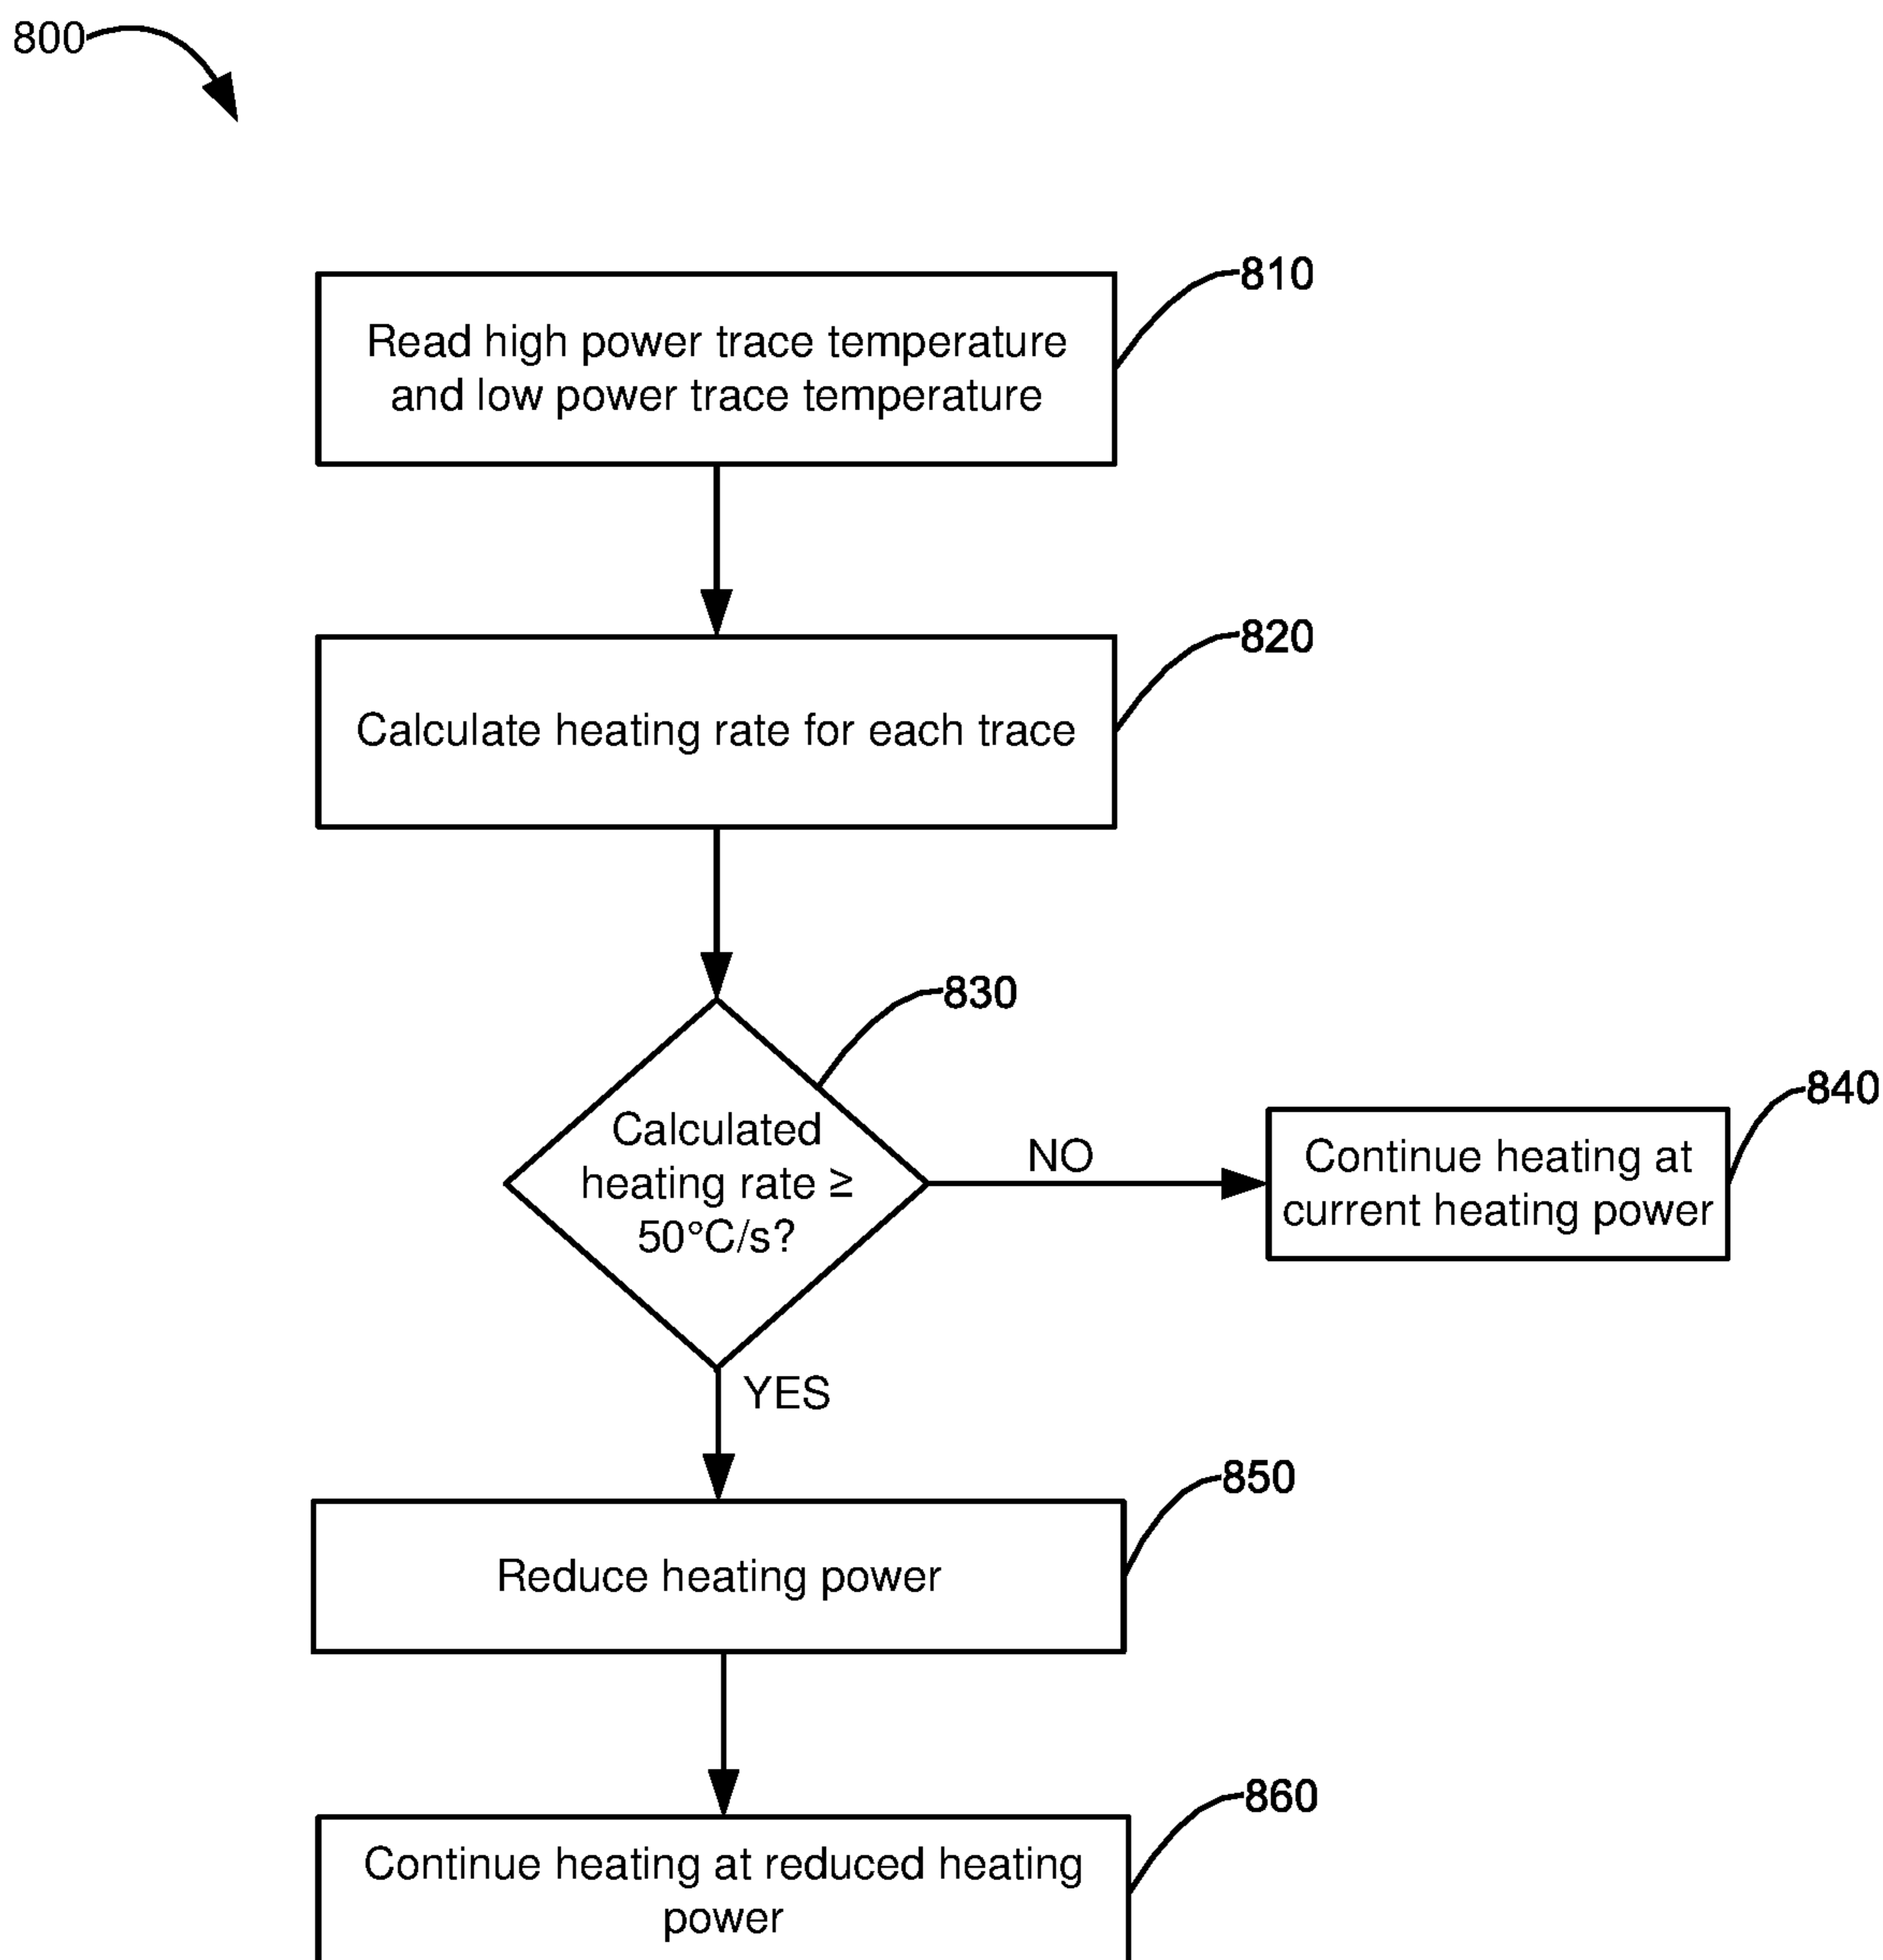 800
810
Read high power trace temperature
and low power trace temperature
820
Calculate heating rate for each trace
830
Calculated
heating rate ≥
50°C/s?
NO
840
Continue heating at
current heating power
YES
850
Reduce heating power
860
Continue heating at reduced heating
power